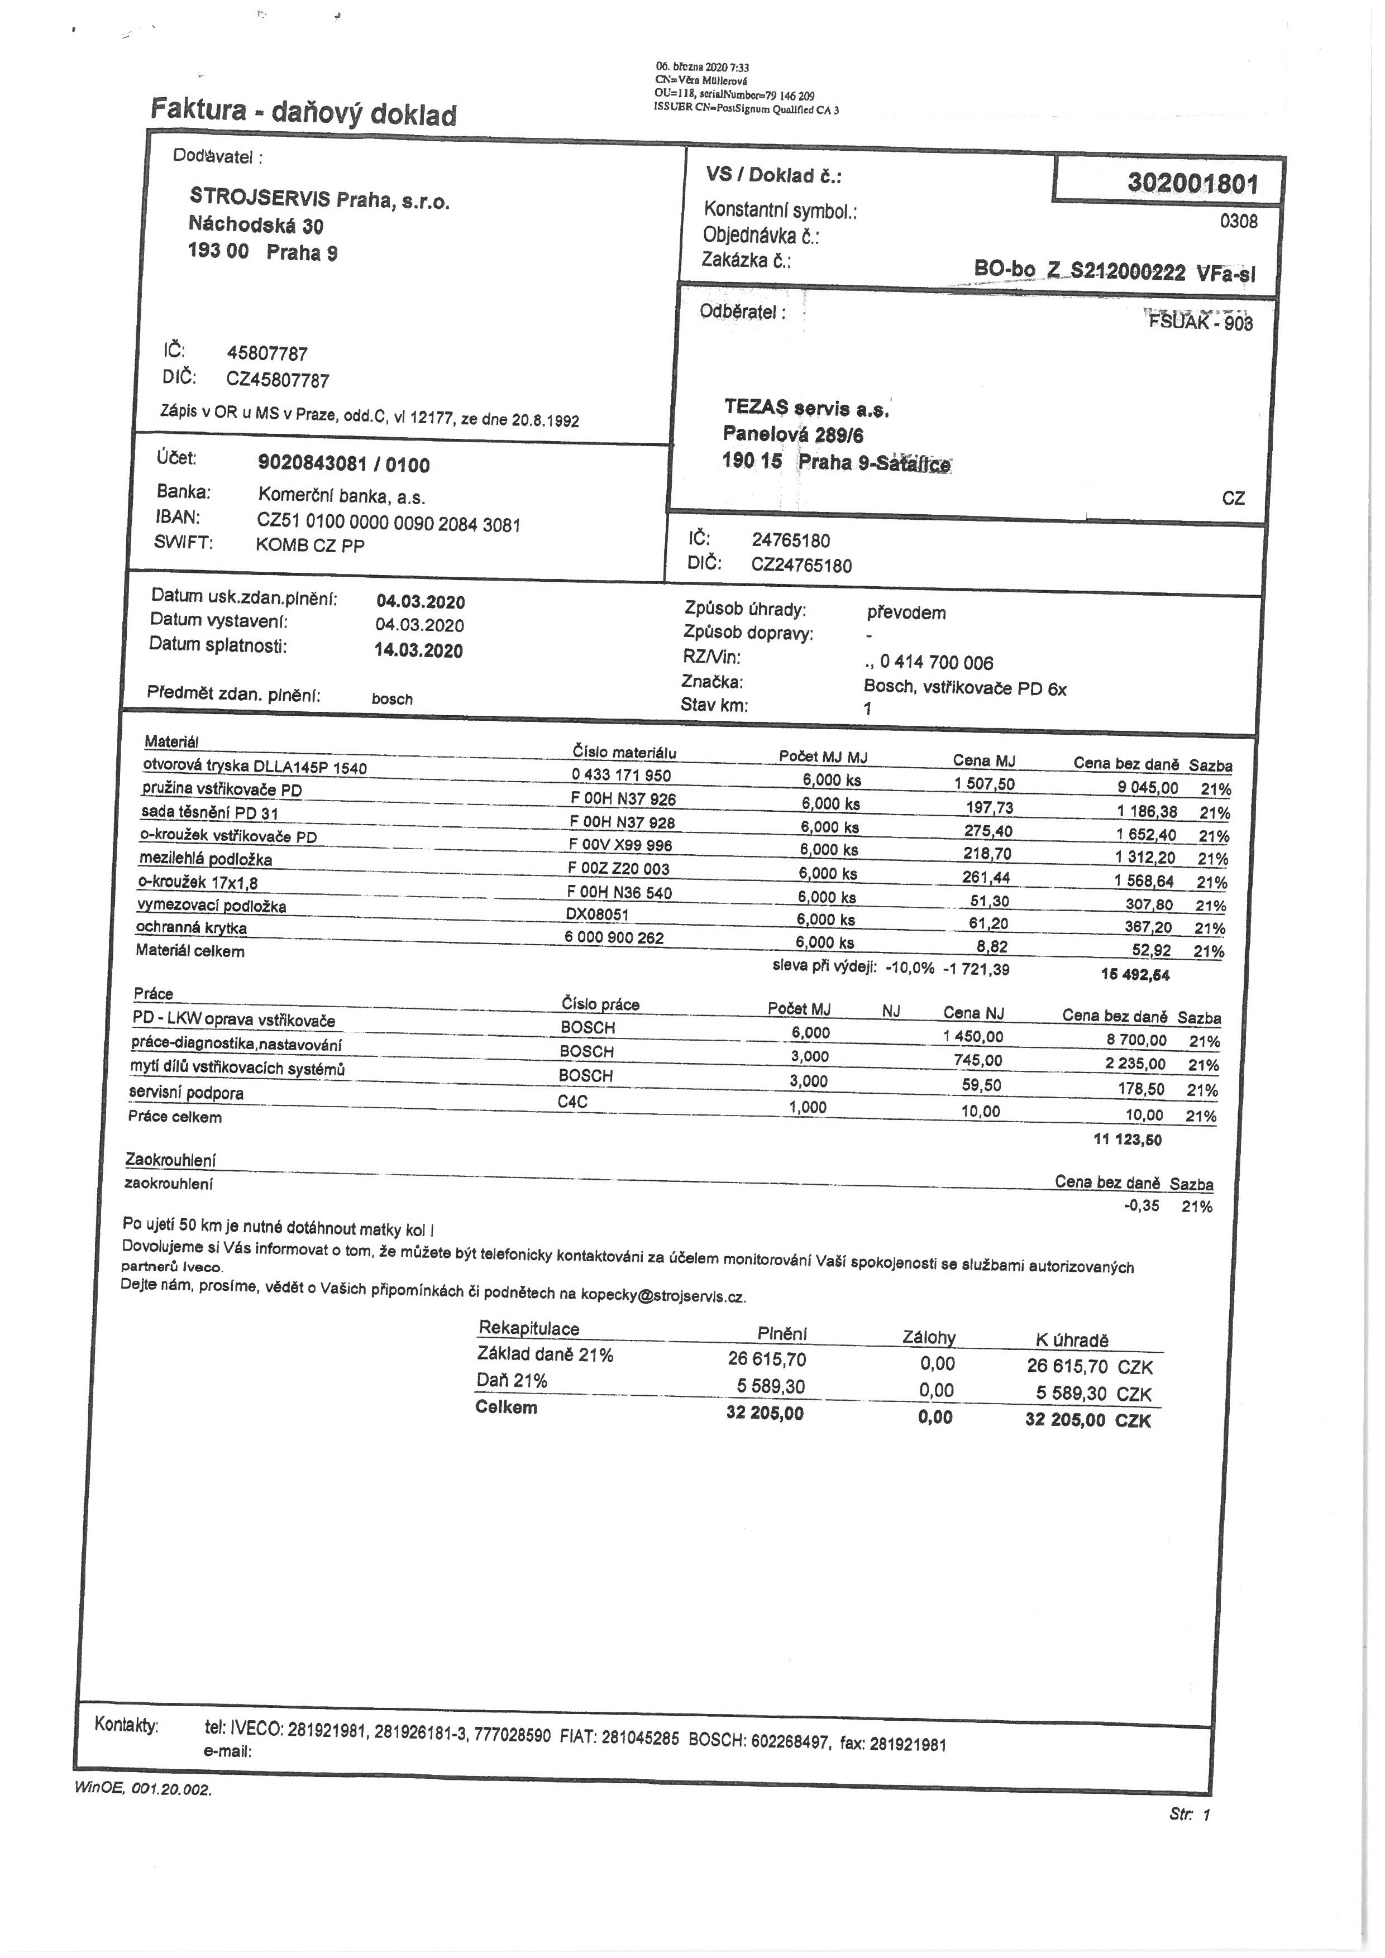 06. března 2020 7:33
CN=Věra Müllerová
OU=118, serialNumber=79 146 209
ISSUER CN=PostSignum Qualified CA 3
Faktura - daňový doklad
Dodavatel :
STROJSERVIS Praha, s.r.o.
Náchodská 30
193 00 Praha 9
IČ: 45807787
DIČ: CZ45807787
Zápis v OR u MS v Praze, odd.C, vl 12177, ze dne 20.8.1992
VS / Doklad č.: 302001801
Konstantní symbol.: 0308
Objednávka č.:
Zakázka č.: BO-bo Z_S212000222 VFa-sl
Odběratel : FSUAK - 903
TEZAS servis a.s.
Panelová 289/6
190 15 Praha 9-Satalice
CZ
IČ: 24765180
DIČ: CZ24765180
Účet: 9020843081 / 0100
Banka: Komerční banka, a.s.
IBAN: CZ51 0100 0000 0090 2084 3081
SWIFT: KOMB CZ PP
Datum usk.zdan.plnění: 04.03.2020
Datum vystavení: 04.03.2020
Datum splatnosti: 14.03.2020
Předmět zdan. plnění: bosch
Způsob úhrady: převodem
Způsob dopravy: -
RZ/Vin: ., 0 414 700 006
Značka: Bosch, vstřikovače PD 6x
Stav km: 1
Materiál Číslo materiálu Počet MJ MJ Cena MJ Cena bez daně Sazba
otvorová tryska DLLA145P 1540 0 433 171 950 6,000 ks 1 507,50 9 045,00 21%
pružina vstřikovače PD F 00H N37 926 6,000 ks 197,73 1 186,38 21%
sada těsnění PD 31 F 00H N37 928 6,000 ks 275,40 1 652,40 21%
o-kroužek vstřikovače PD F 00V X99 996 6,000 ks 218,70 1 312,20 21%
mezilehlá podložka F 00Z Z20 003 6,000 ks 261,44 1 568,64 21%
o-kroužek 17x1,8 F 00H N36 540 6,000 ks 51,30 307,80 21%
vymezovací podložka DX08051 6,000 ks 61,20 367,20 21%
ochranná krytka 6 000 900 262 6,000 ks 8,82 52,92 21%
Materiál celkem sleva při výdeji: -10,0% -1 721,39 15 492,54
Práce Číslo práce Počet MJ NJ Cena NJ Cena bez daně Sazba
PD - LKW oprava vstřikovače BOSCH 6,000 1 450,00 8 700,00 21%
práce-diagnostika,nastavování BOSCH 3,000 745,00 2 235,00 21%
mytí dílů vstřikovacích systémů BOSCH 3,000 59,50 178,50 21%
servisní podpora C4C 1,000 10,00 10,00 21%
Práce celkem 11 123,50
Zaokrouhlení Cena bez daně Sazba
zaokrouhlení -0,35 21%
Po ujetí 50 km je nutné dotáhnout matky kol !
Dovolujeme si Vás informovat o tom, že můžete být telefonicky kontaktováni za účelem monitorování Vaší spokojenosti se službami autorizovaných
partnerů Iveco.
Dejte nám, prosíme, vědět o Vašich připomínkách či podnětech na kopecky@strojservis.cz.
Rekapitulace Plnění Zálohy K úhradě
Základ daně 21% 26 615,70 0,00 26 615,70 CZK
Daň 21% 5 589,30 0,00 5 589,30 CZK
Celkem 32 205,00 0,00 32 205,00 CZK
Kontakty: tel: IVECO: 281921981, 281926181-3, 777028590 FIAT: 281045285 BOSCH: 602268497, fax: 281921981
e-mail:
WinOE, 001.20.002.
Str: 1